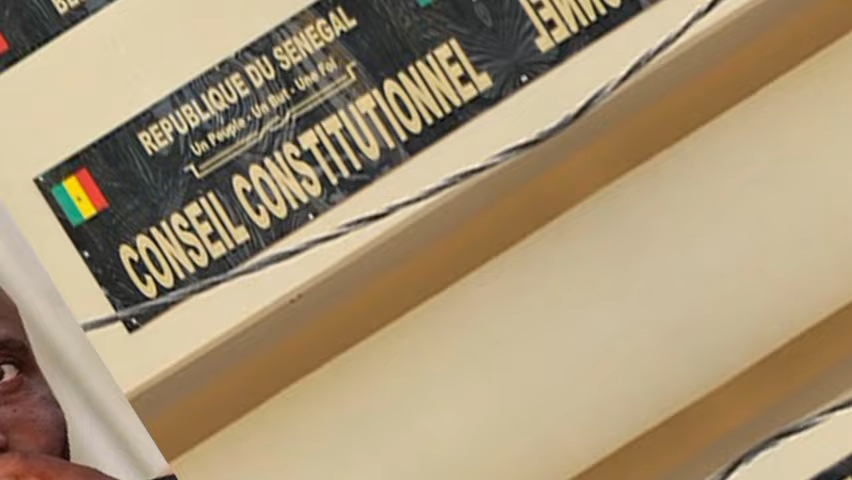 REPUBLIQUE DU SENEGAL
Un Peuple - Un But - Une Foi
CONSEIL CONSTITUTIONNEL